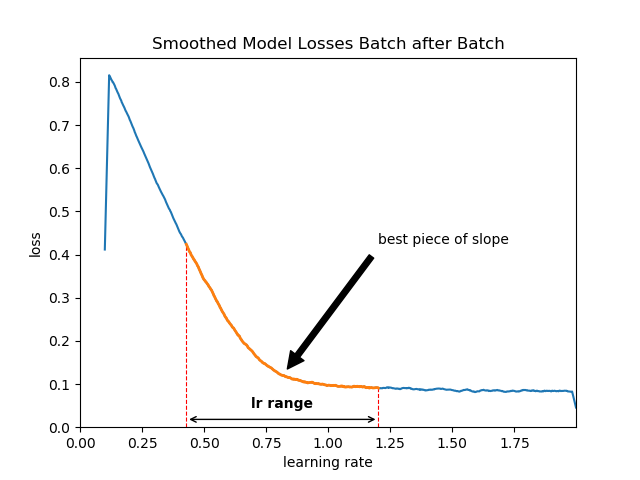 Smoothed Model Losses Batch after Batch
0.8
0.7
0.6
0.5
0.4
0.3
0.2
0.1
0.0
loss
best piece of slope
lr range
0.00 0.25 0.50 0.75 1.00 1.25 1.50 1.75
learning rate